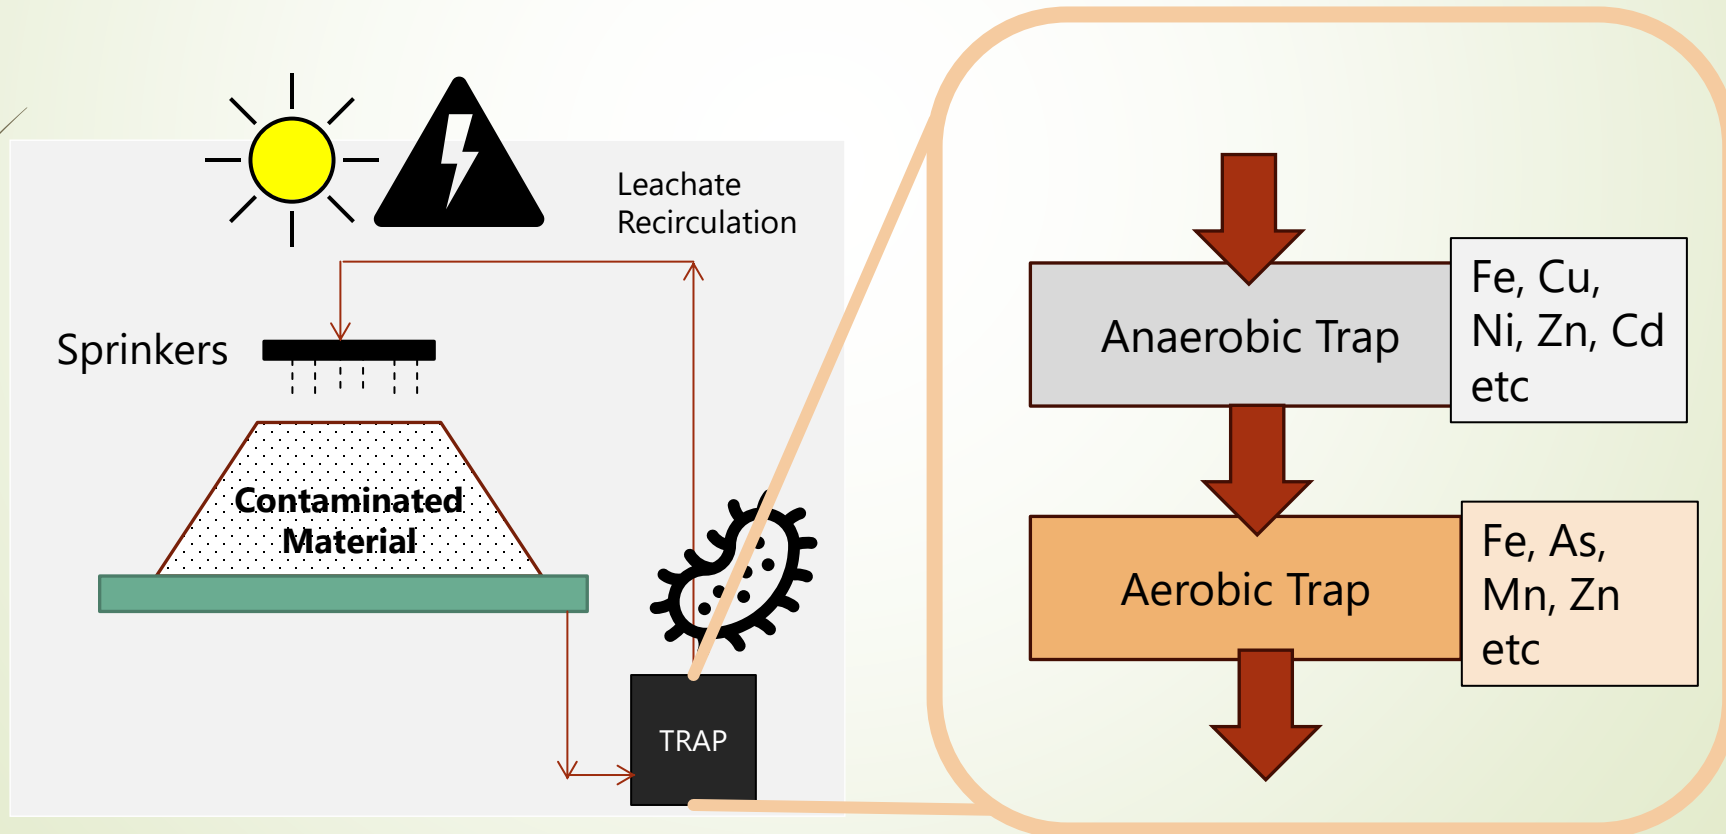 Leachate
Recirculation
Sprinkers
Contaminated
Material
TRAP
Anaerobic Trap
Fe, Cu,
Ni, Zn, Cd
etc
Aerobic Trap
Fe, As,
Mn, Zn
etc